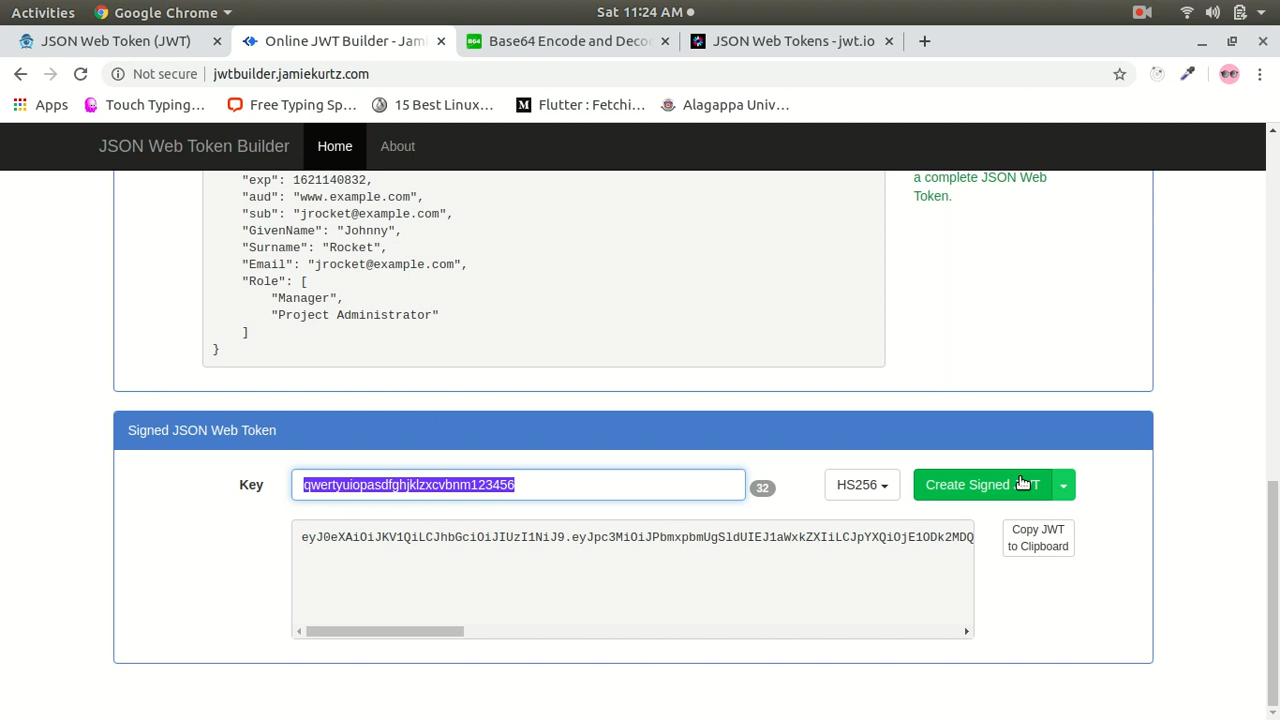 Activities Google Chrome Sat 11:24 AM
JSON Web Token (JWT) Online JWT Builder - Jami Base64 Encode and Deco JSON Web Tokens - jwt.io
Not secure jwtbuilder.jamiekurtz.com
Apps Touch Typing... Free Typing Sp... 15 Best Linux... Flutter : Fetchi... Alagappa Univ...
JSON Web Token Builder Home About
"exp": 1621140832,
"aud": "www.example.com",
"sub": "jrocket@example.com",
"GivenName": "Johnny",
"Surname": "Rocket",
"Email": "jrocket@example.com",
"Role": [
"Manager",
"Project Administrator"
]
}
a complete JSON Web
Token.
Signed JSON Web Token
Key qwertyuiopasdfghjklzxcvbnm123456 32 HS256 Create Signed JWT
eyJ0eXAiOiJKV1QiLCJhbGciOiJIUzI1NiJ9.eyJpc3MiOiJPbmxpbmUgSldUIEJ1aWxkZXIiLCJpYXQiOjE1ODk2MDQ
Copy JWT
to Clipboard